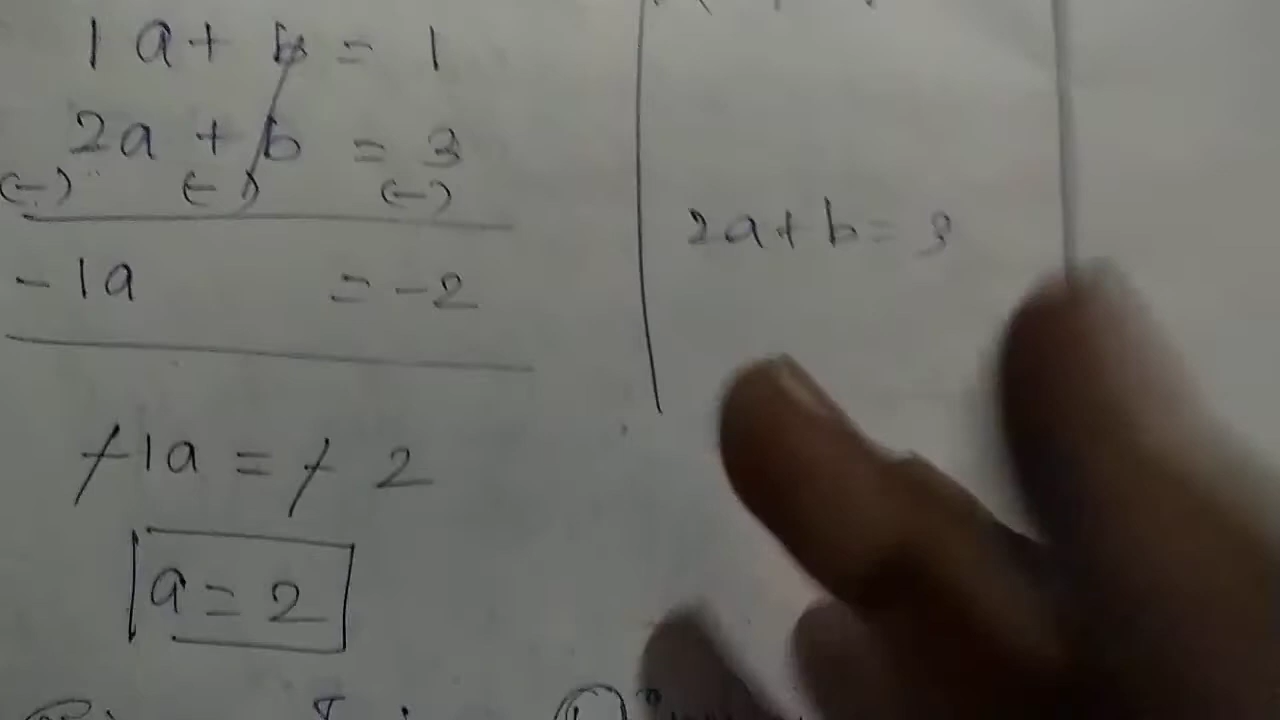 1a + b = 1
2a + b = 3
(-) (-) (-)
-1a = -2
-1a = - 2
a = 2
2a + b = 3